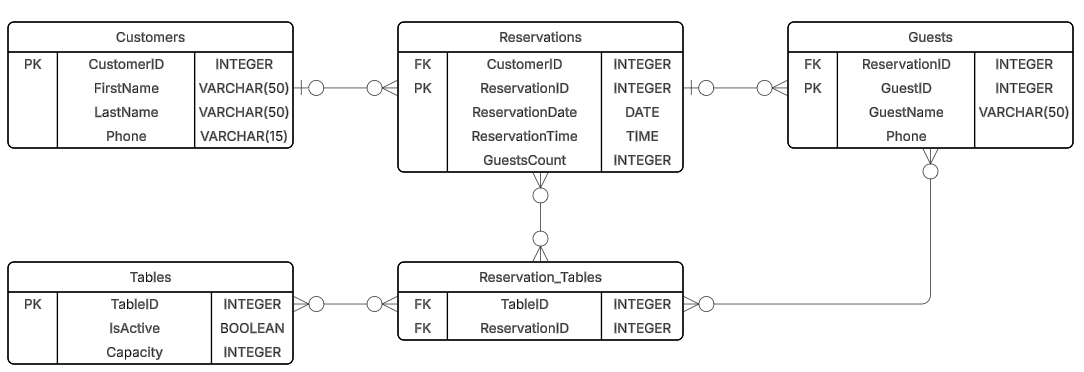 Customers
PK CustomerID INTEGER
FirstName VARCHAR(50)
LastName VARCHAR(50)
Phone VARCHAR(15)
Reservations
FK CustomerID INTEGER
PK ReservationID INTEGER
ReservationDate DATE
ReservationTime TIME
GuestsCount INTEGER
Guests
FK ReservationID INTEGER
PK GuestID INTEGER
GuestName VARCHAR(50)
Phone
Tables
PK TableID INTEGER
IsActive BOOLEAN
Capacity INTEGER
Reservation_Tables
FK TableID INTEGER
FK ReservationID INTEGER